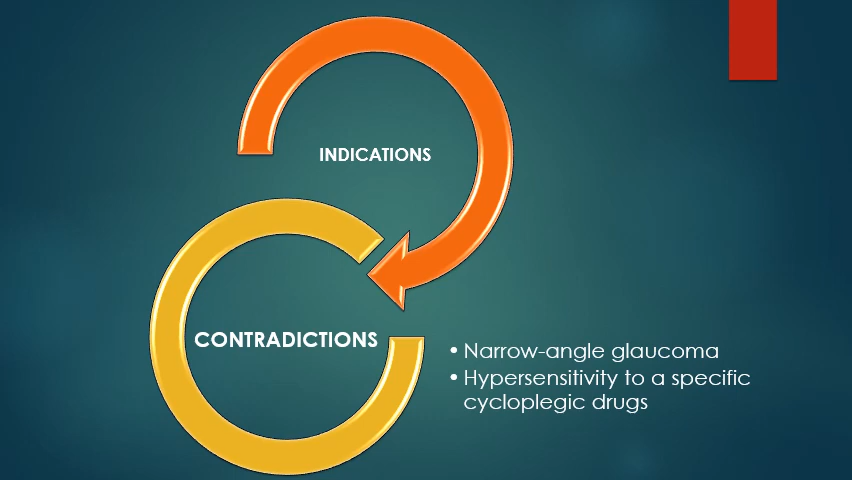 INDICATIONS
CONTRADICTIONS
• Narrow-angle glaucoma
• Hypersensitivity to a specific
cycloplegic drugs